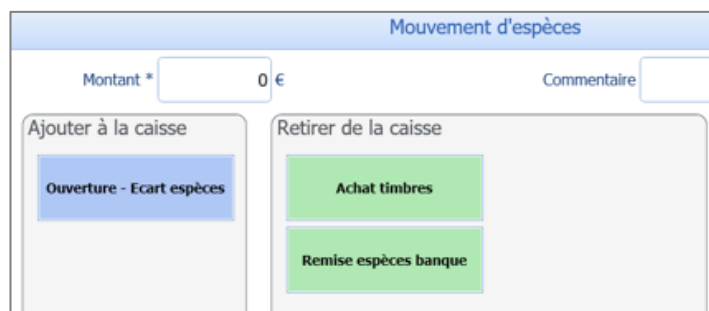 Mouvement d'espèces
Montant * 0 € Commentaire
Ajouter à la caisse Retirer de la caisse
Ouverture - Ecart espèces Achat timbres
Remise espèces banque